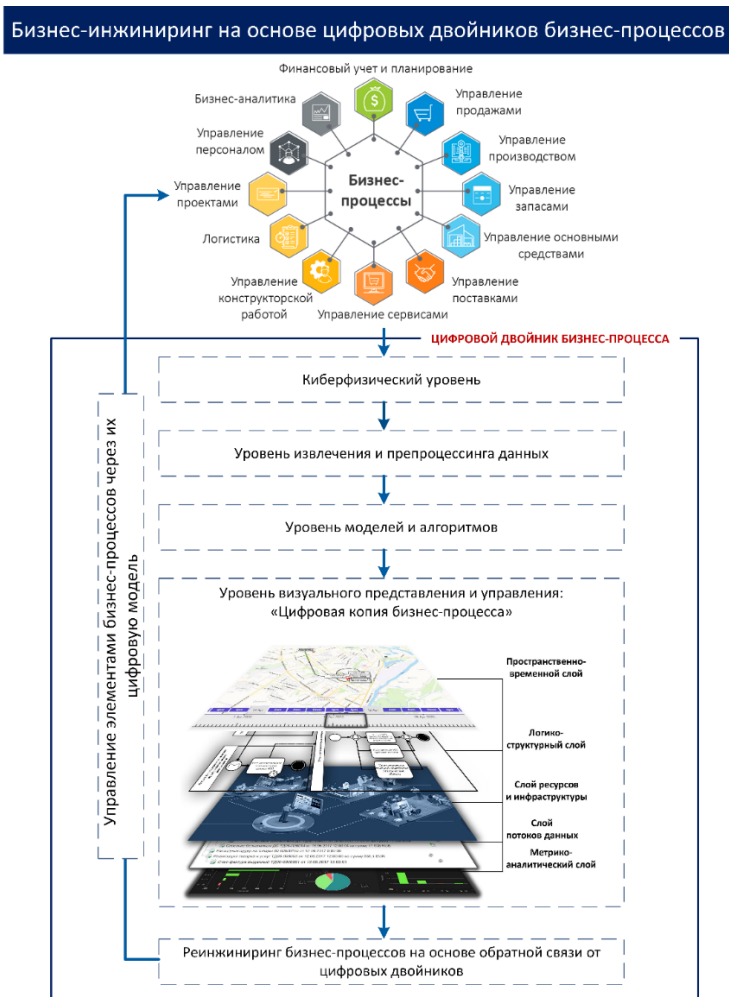 Бизнес-инжиниринг на основе цифровых двойников бизнес-процессов
Финансовый учет и планирование
Бизнес-аналитика
Управление
продажами
Управление
персоналом
Управление
производством
Бизнес-
процессы
Управление
проектами
Управление
запасами
Логистика
Управление основными
средствами
Управление
конструкторской
работой
Управление сервисами
Управление
поставками
ЦИФРОВОЙ ДВОЙНИК БИЗНЕС-ПРОЦЕССА
Киберфизический уровень
Уровень извлечения и препроцессинга данных
Уровень моделей и алгоритмов
Уровень визуального представления и управления:
«Цифровая копия бизнес-процесса»
Пространственно-
временной слой
Логико-
структурный слой
Слой ресурсов
и инфраструктуры
Слой
потоков данных
Метрико-
аналитический слой
Управление элементами бизнес-процессов через их
цифровую модель
Реинжиниринг бизнес-процессов на основе обратной связи от
цифровых двойников